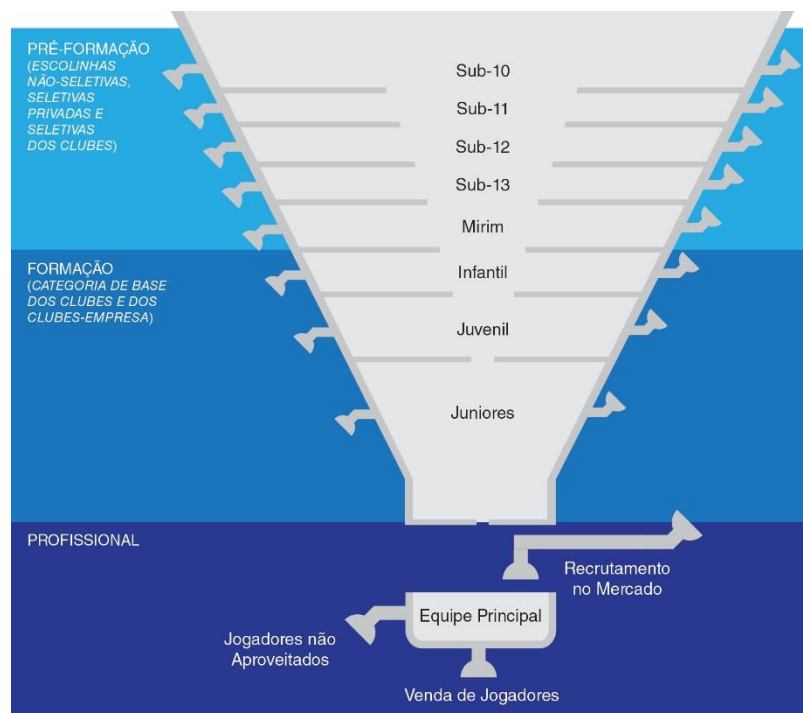 PRÉ-FORMAÇÃO
(ESCOLINHAS
NÃO-SELETIVAS,
SELETIVAS
PRIVADAS E
SELETIVAS
DOS CLUBES)
Sub-10
Sub-11
Sub-12
Sub-13
Mirim
FORMAÇÃO
(CATEGORIA DE BASE
DOS CLUBES E DOS
CLUBES-EMPRESA)
Infantil
Juvenil
Juniores
PROFISSIONAL
Recrutamento
no Mercado
Equipe Principal
Jogadores não
Aproveitados
Venda de Jogadores